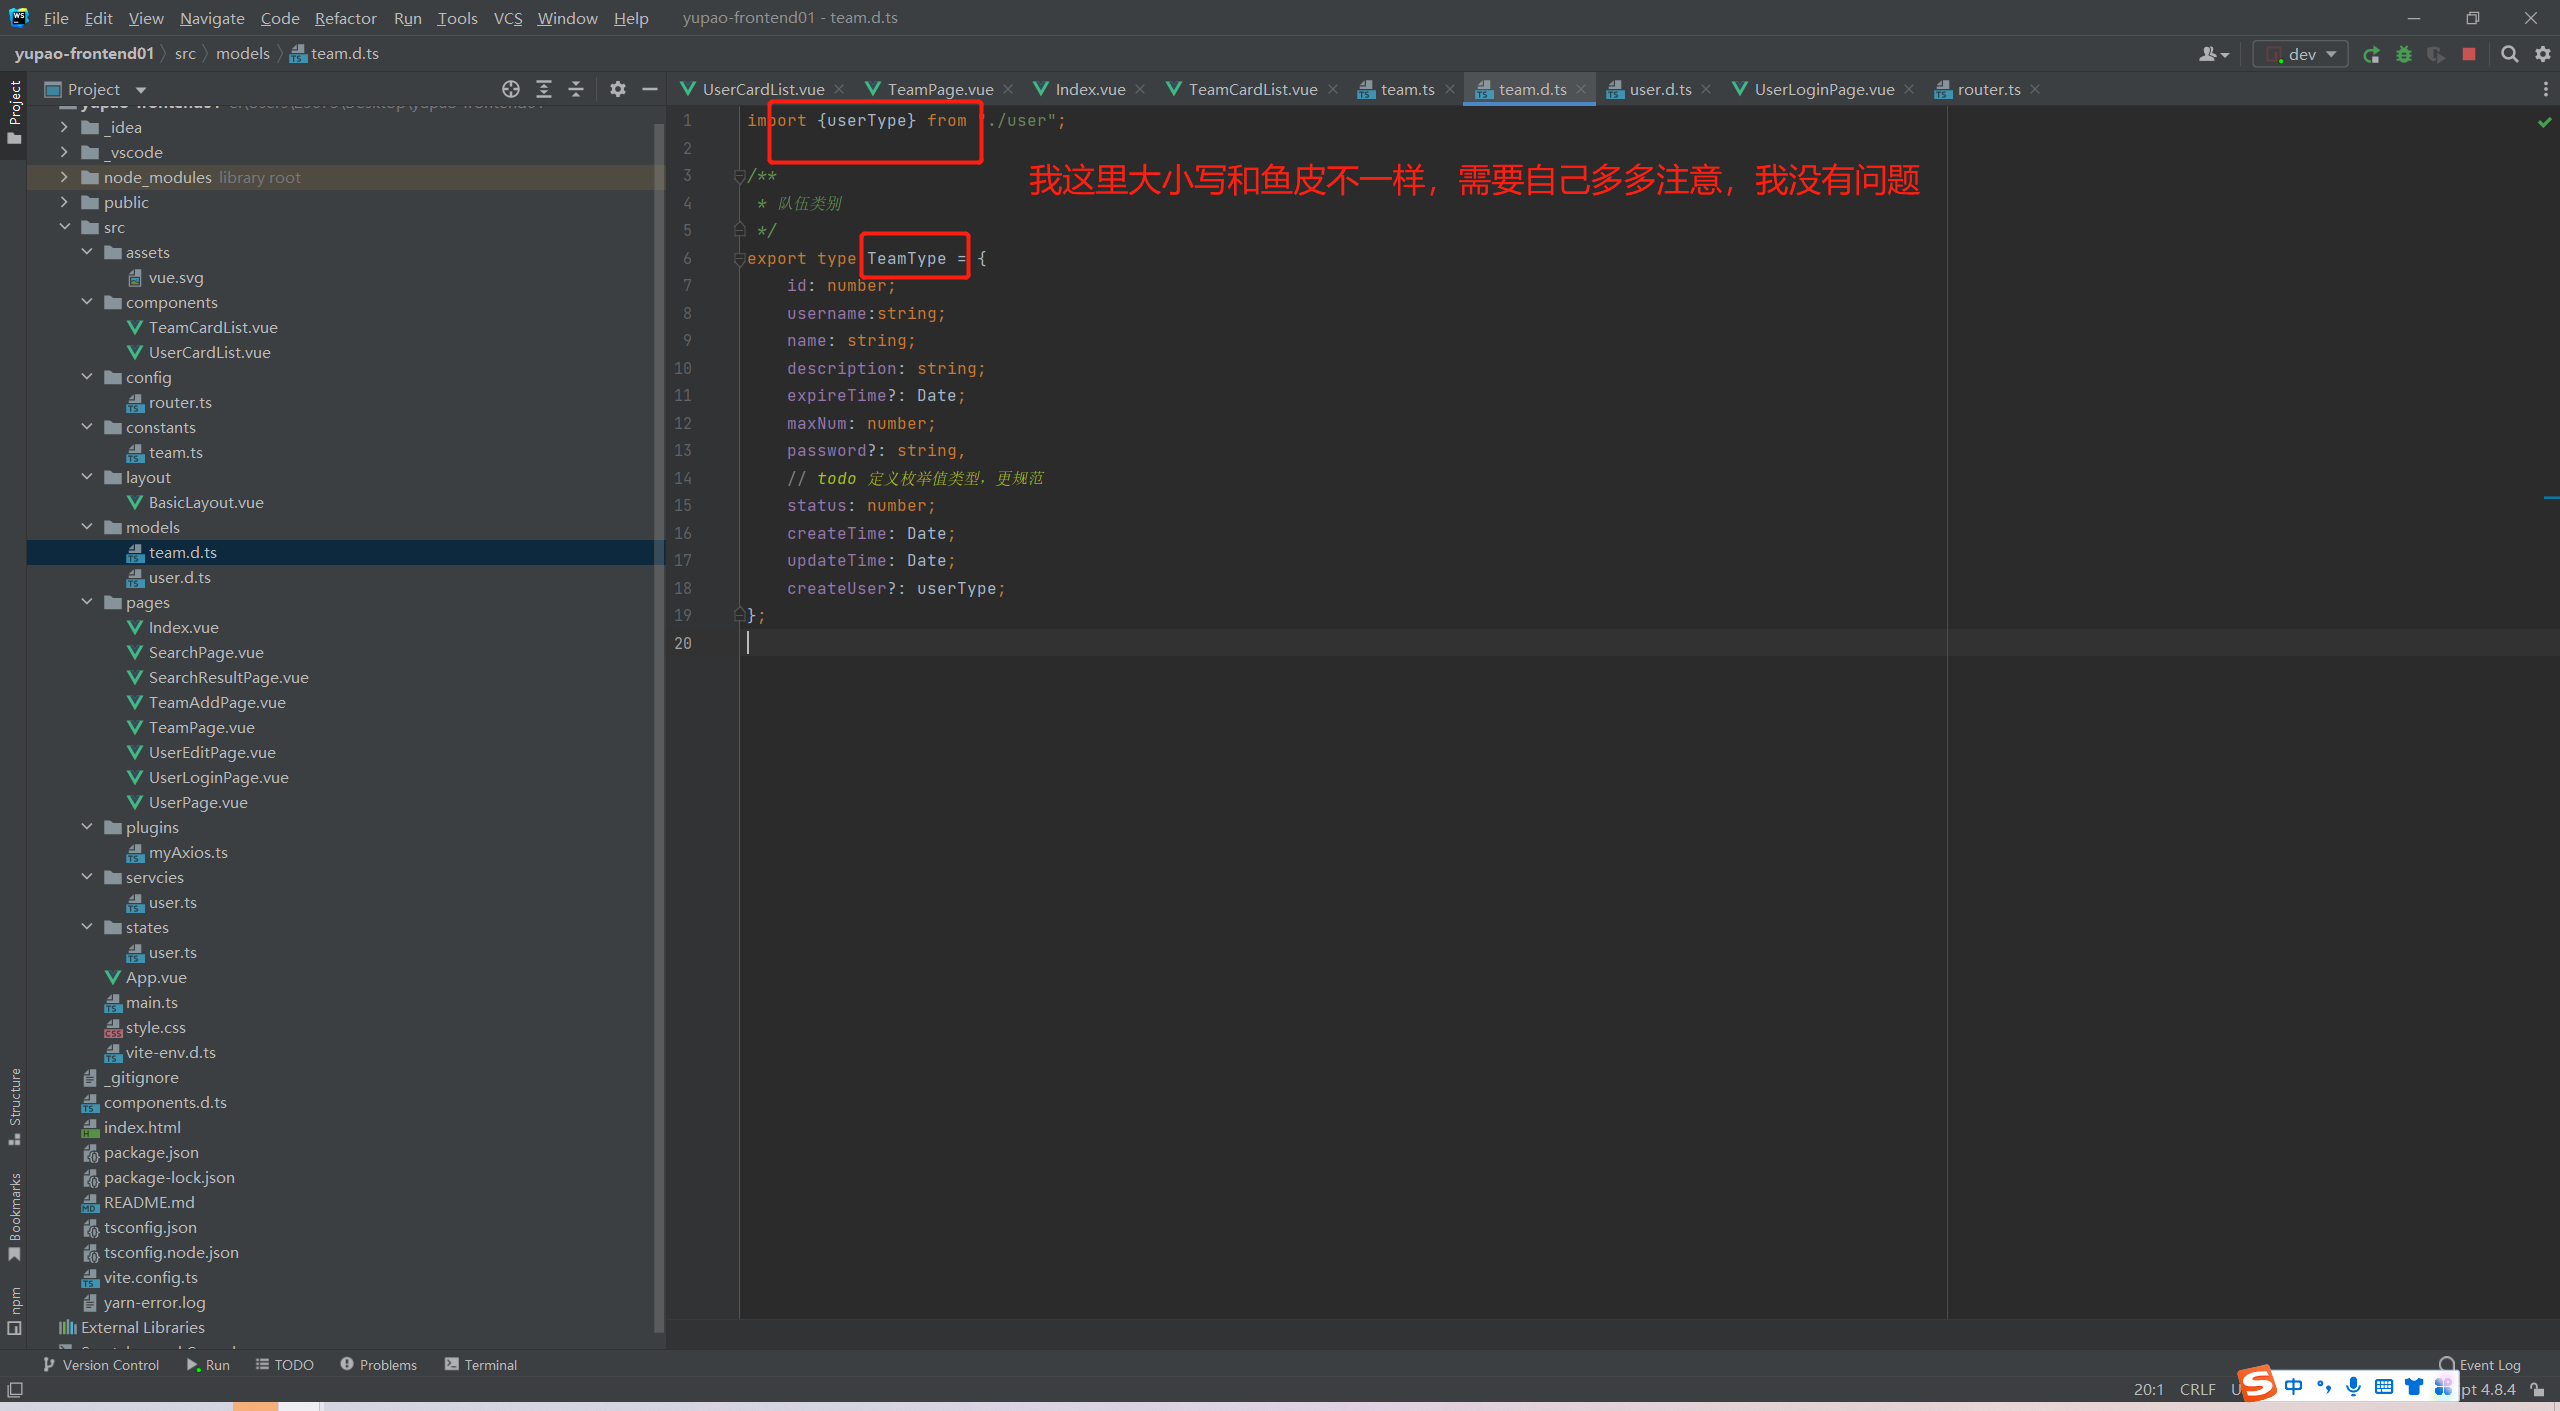 File Edit View Navigate Code Refactor Run Tools VCS Window Help yupao-frontend01 - team.d.ts
yupao-frontend01 src models team.d.ts
dev
Project
UserCardList.vue TeamPage.vue Index.vue TeamCardList.vue team.ts team.d.ts user.d.ts UserLoginPage.vue router.ts
Project
_idea
_vscode
node_modules library root
public
src
assets
vue.svg
components
TeamCardList.vue
UserCardList.vue
config
router.ts
constants
team.ts
layout
BasicLayout.vue
models
team.d.ts
user.d.ts
pages
Index.vue
SearchPage.vue
SearchResultPage.vue
TeamAddPage.vue
TeamPage.vue
UserEditPage.vue
UserLoginPage.vue
UserPage.vue
plugins
myAxios.ts
servcies
user.ts
states
user.ts
App.vue
main.ts
style.css
vite-env.d.ts
_gitignore
components.d.ts
index.html
package.json
package-lock.json
README.md
tsconfig.json
tsconfig.node.json
vite.config.ts
yarn-error.log
External Libraries
Structure
Bookmarks
npm
1 import {userType} from "./user";
2
3 /**
我这里大小写和鱼皮不一样，需要自己多多注意，我没有问题
4 * 队伍类别
5 */
6 export type TeamType = {
7 id: number;
8 username:string;
9 name: string;
10 description: string;
11 expireTime?: Date;
12 maxNum: number;
13 password?: string,
14 // todo 定义枚举值类型，更规范
15 status: number;
16 createTime: Date;
17 updateTime: Date;
18 createUser?: userType;
19 };
20
Version Control Run TODO Problems Terminal Event Log
20:1 CRLF U 中 pt 4.8.4